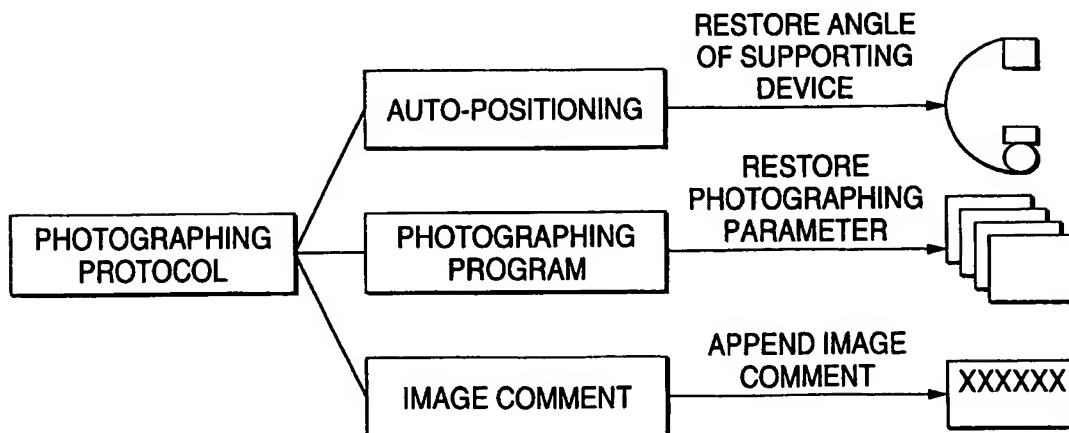 RESTORE ANGLE
OF SUPPORTING
DEVICE
AUTO-POSITIONING
RESTORE
PHOTOGRAPHING
PARAMETER
PHOTOGRAPHING
PROTOCOL
PHOTOGRAPHING
PROGRAM
APPEND IMAGE
COMMENT
IMAGE COMMENT
XXXXXX